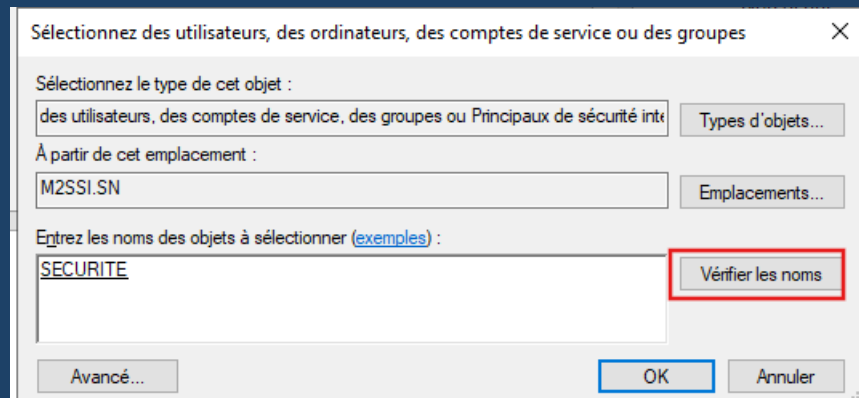 Sélectionnez des utilisateurs, des ordinateurs, des comptes de service ou des groupes
Sélectionnez le type de cet objet :
des utilisateurs, des comptes de service, des groupes ou Principaux de sécurité inte
Types d'objets...
À partir de cet emplacement :
M2SSI.SN
Emplacements...
Entrez les noms des objets à sélectionner (exemples) :
SECURITE
Vérifier les noms
Avancé...
OK
Annuler